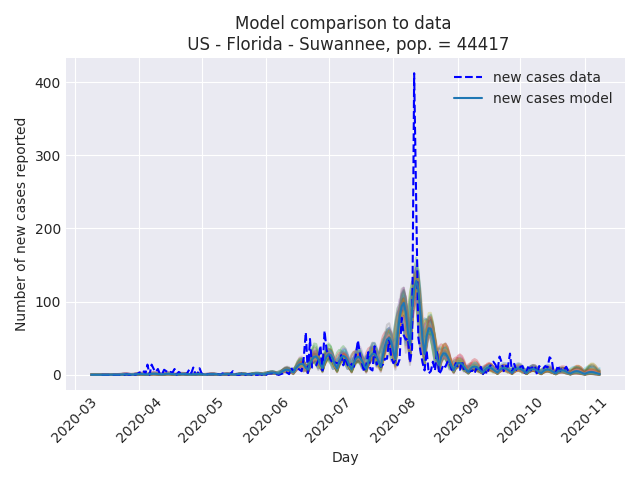 Model comparison to data
US - Florida - Suwannee, pop. = 44417
new cases data
new cases model
Number of new cases reported
400
300
200
100
0
2020-03
2020-04
2020-05
2020-06
2020-07
2020-08
2020-09
2020-10
2020-11
Day